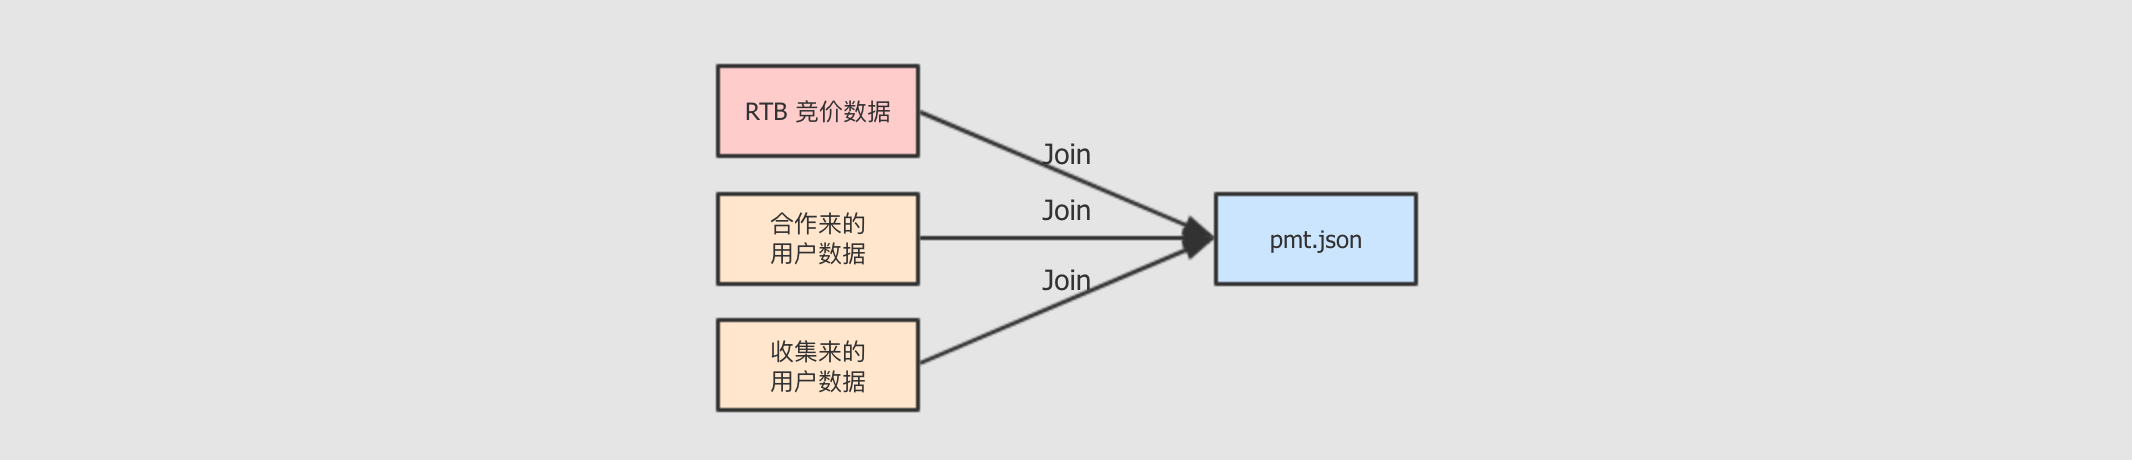 RTB 竞价数据
Join
合作来的
用户数据
Join
pmt.json
Join
收集来的
用户数据